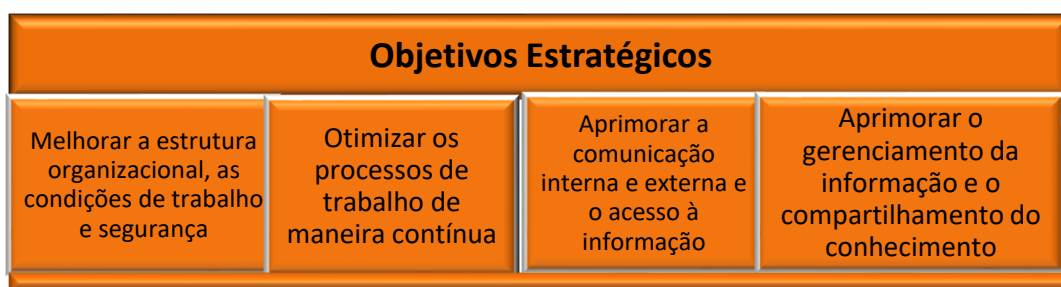 Objetivos Estratégicos
Melhorar a estrutura
organizacional, as
condições de trabalho
e segurança
Otimizar os
processos de
trabalho de
maneira contínua
Aprimorar a
comunicação
interna e externa e
o acesso à
informação
Aprimorar o
gerenciamento da
informação e o
compartilhamento do
conhecimento